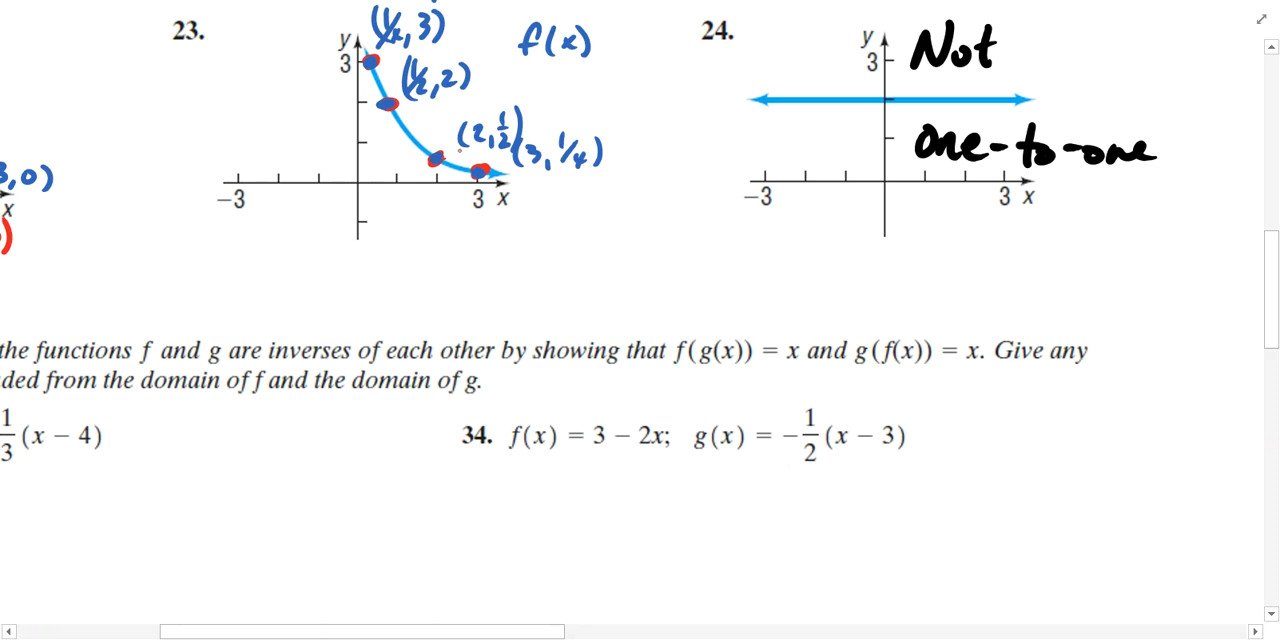 23.
y
3
(1/4, 3)
f(x)
(1/2, 2)
(2, 1/2)
(3, 1/4)
−3
3 x
24.
y
3
Not
one-to-one
−3
3 x
3,0)
x
)
the functions f and g are inverses of each other by showing that f(g(x)) = x and g(f(x)) = x. Give any
ded from the domain of f and the domain of g.
1/3 (x − 4)
34. f(x) = 3 − 2x; g(x) = −1/2 (x − 3)